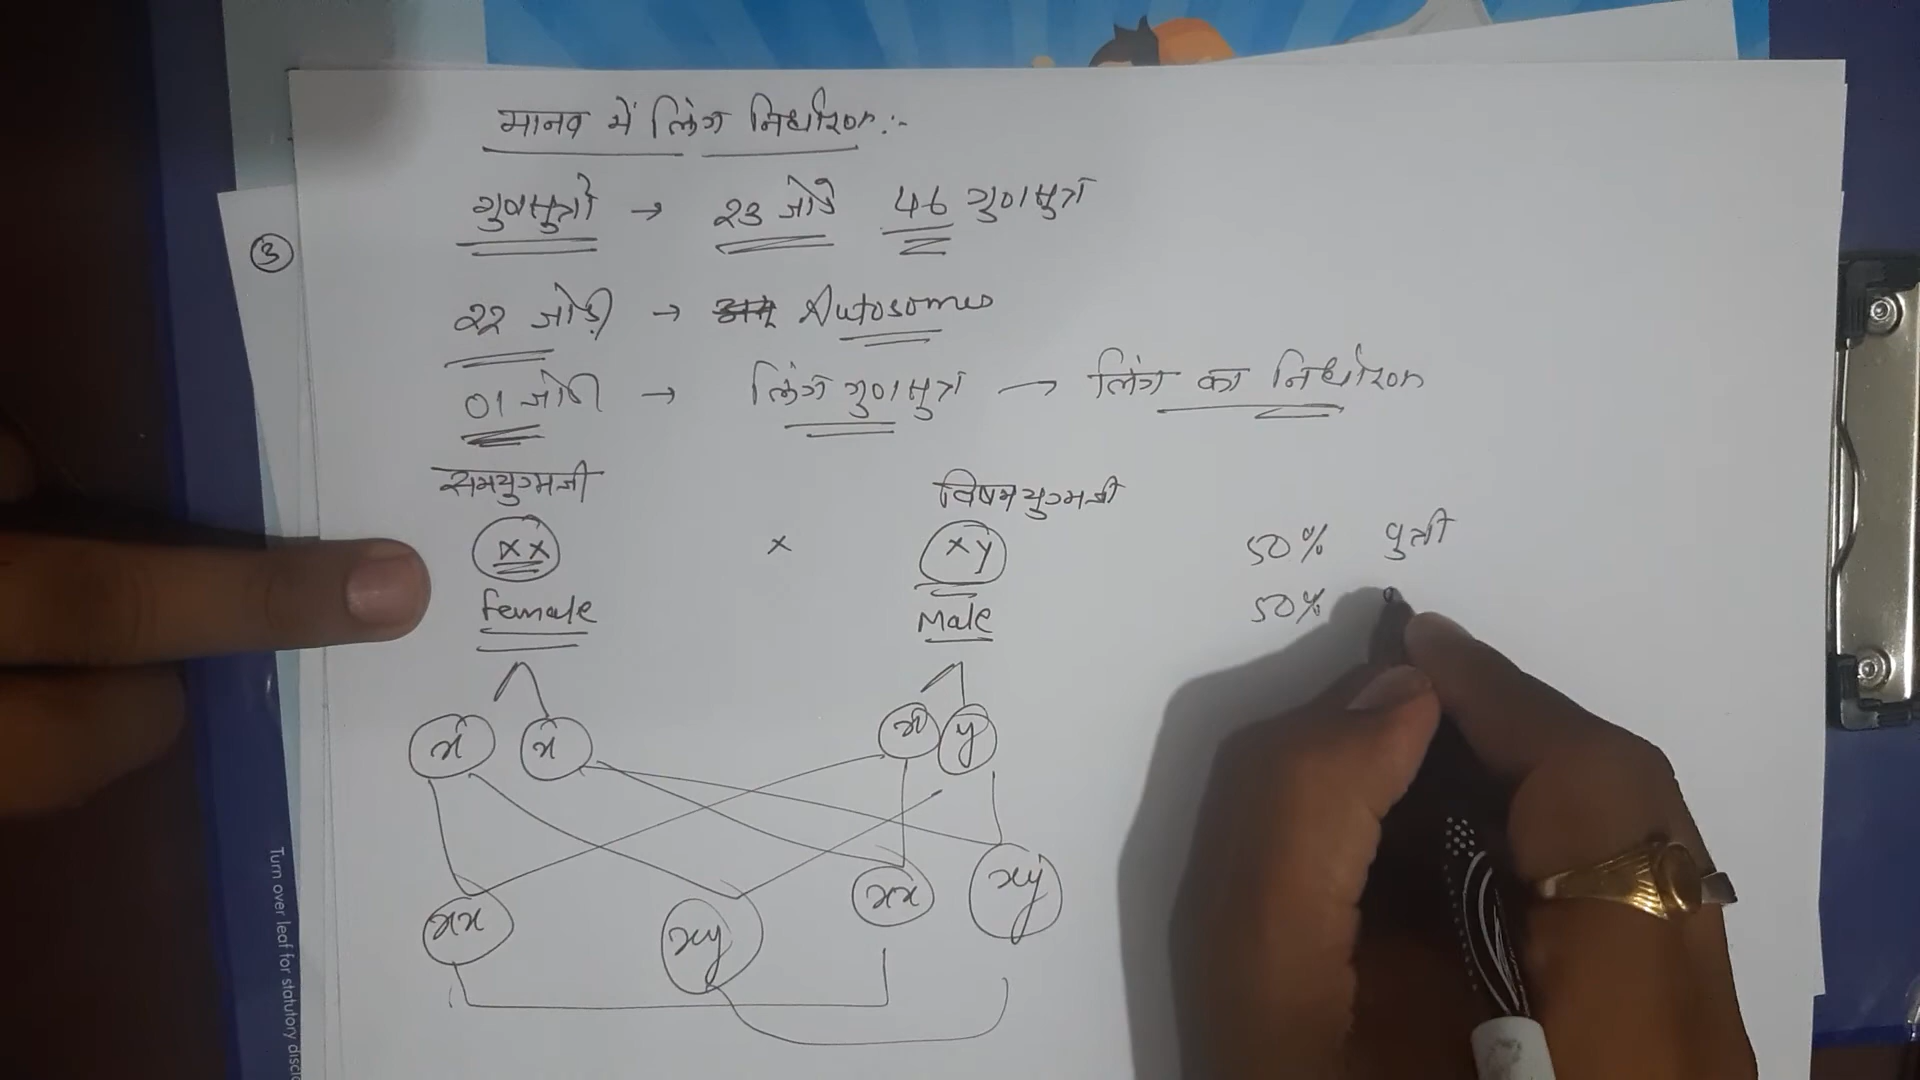 मानव में लिंग निर्धारण :-
गुणसूत्रो → 23 जोडे 46 गुणसूत्र
3
22 जोड़ी → Autosomes
01 जोडी → लिंग गुणसूत्र → लिंग का निर्धारण
समयुग्मजी विषमयुग्मजी
xx × xy 50% पुत्री
female Male 50%
x x x y
xx xy xx xy
Turn over leaf for statutory discl